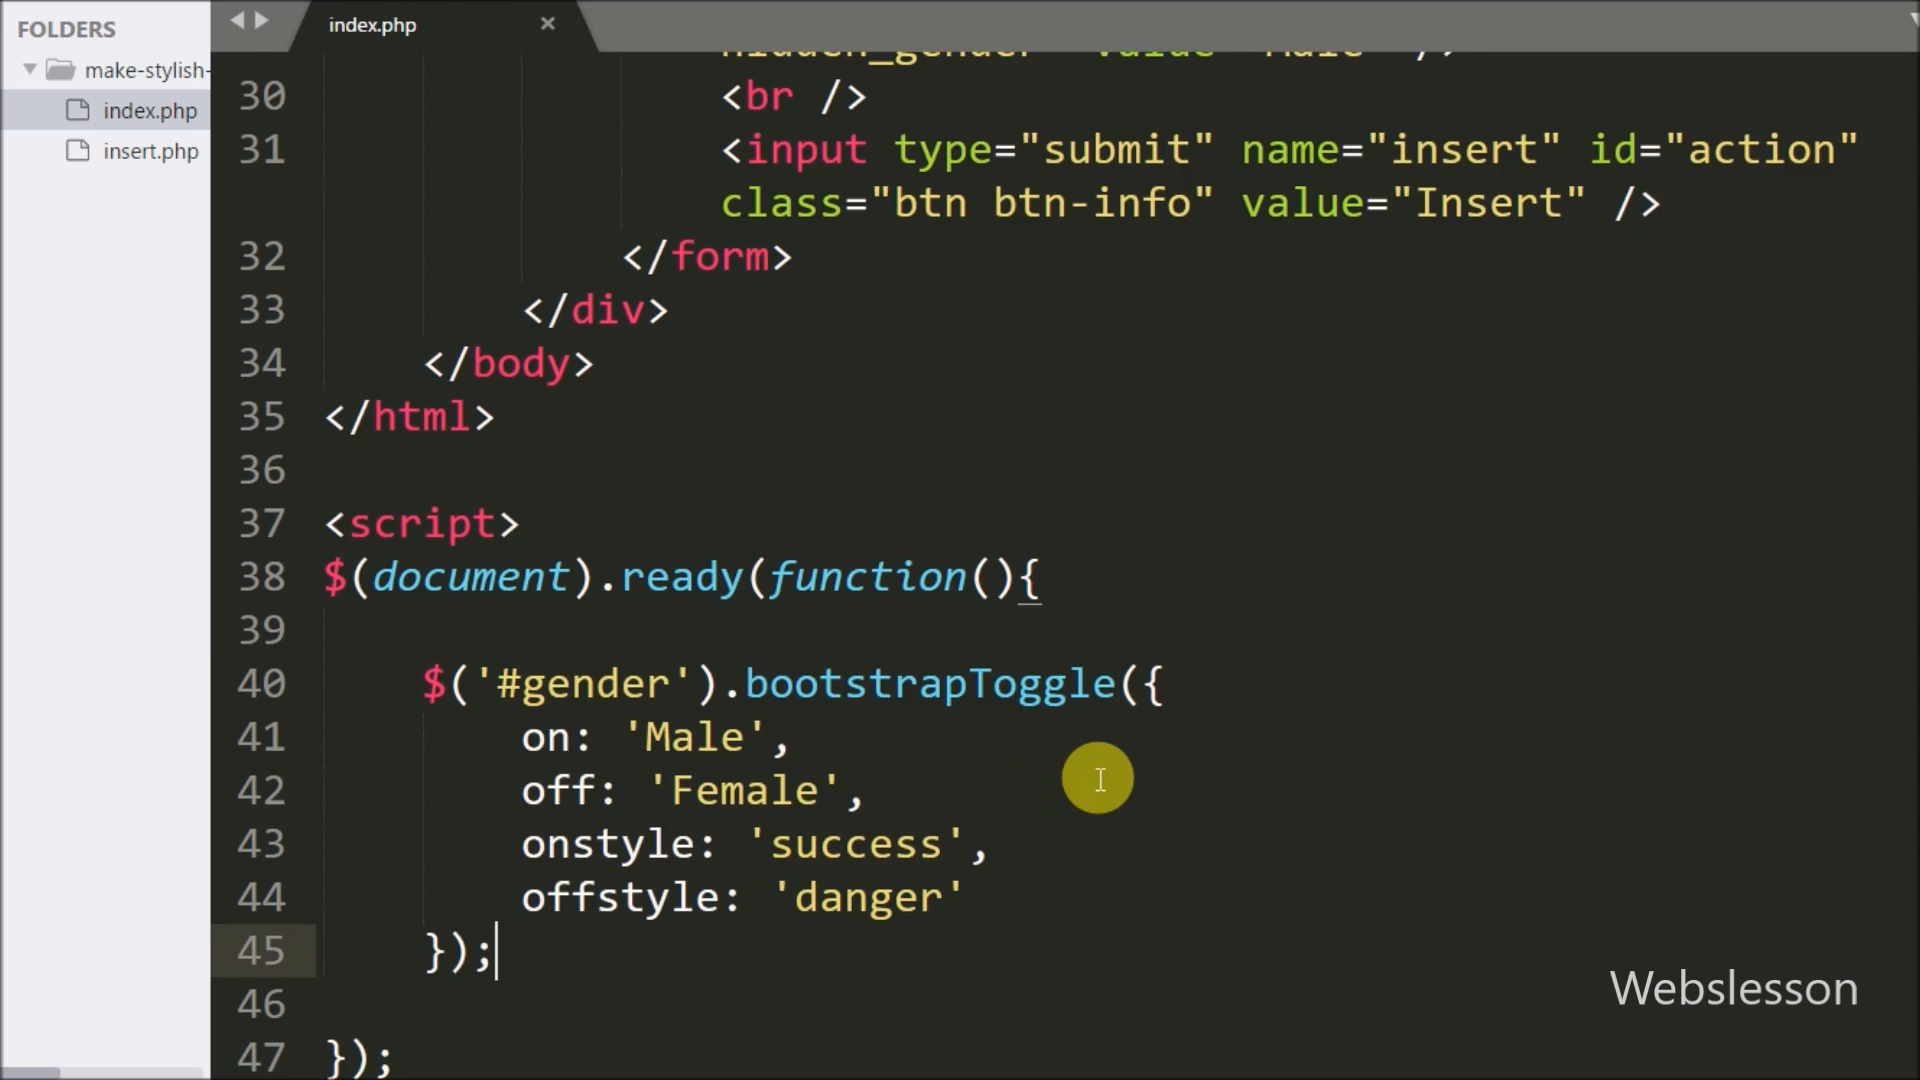 FOLDERS
make-stylish-
index.php
insert.php
index.php ×
hidden_gender" value="Male" />
30 <br />
31 <input type="submit" name="insert" id="action"
class="btn btn-info" value="Insert" />
32 </form>
33 </div>
34 </body>
35 </html>
36
37 <script>
38 $(document).ready(function(){
39
40 $('#gender').bootstrapToggle({
41 on: 'Male',
42 off: 'Female',
43 onstyle: 'success',
44 offstyle: 'danger'
45 });
46
47 });
Webslesson